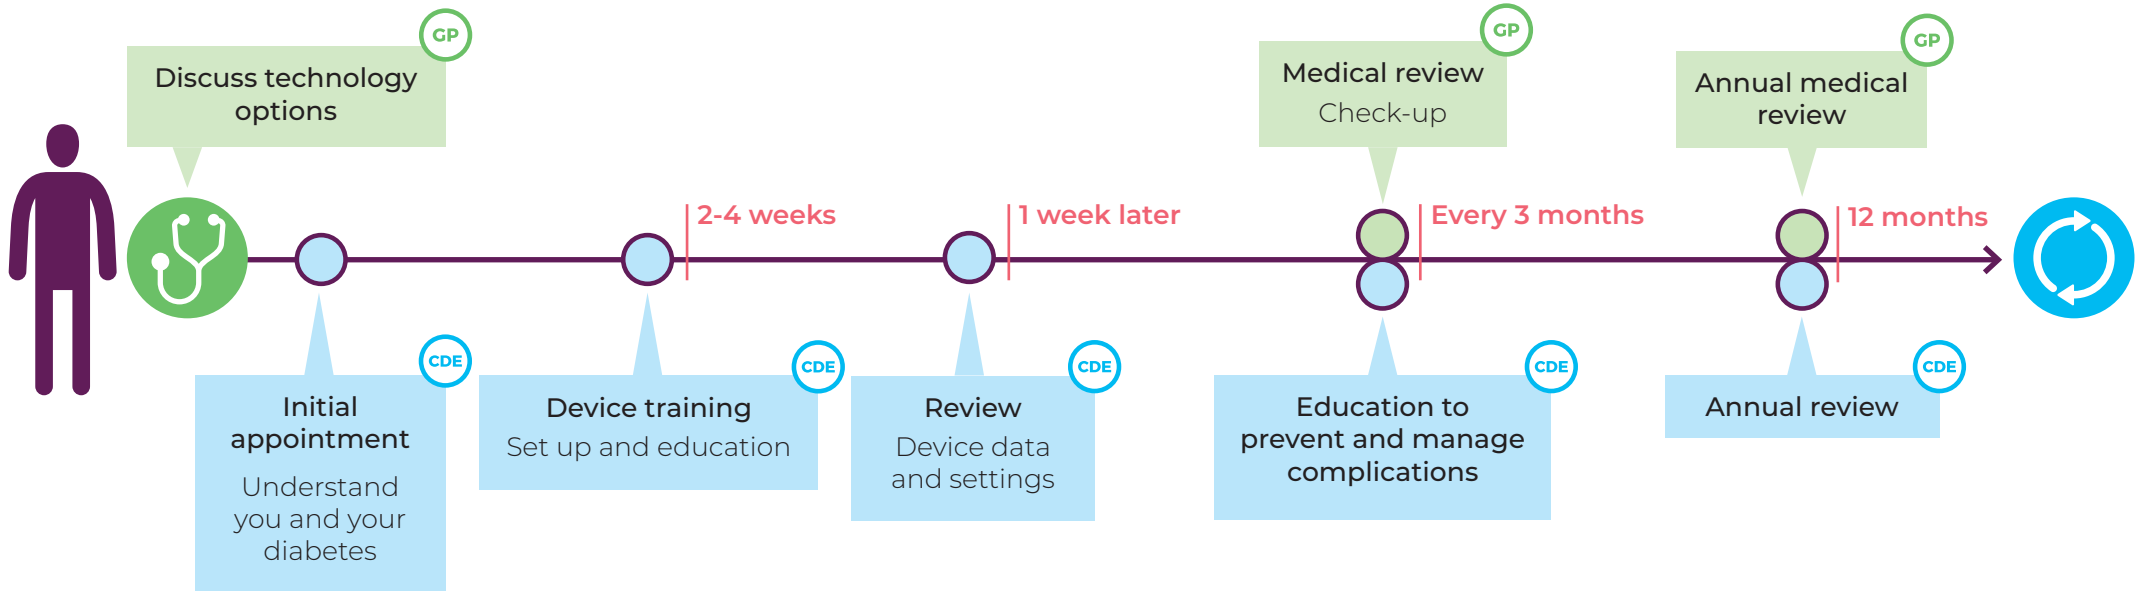 GP
Discuss technology
options
GP
Medical review
Check-up
GP
Annual medical
review
2-4 weeks
1 week later
Every 3 months
12 months
CDE
Initial
appointment
Understand
you and your
diabetes
CDE
Device training
Set up and education
CDE
Review
Device data
and settings
CDE
Education to
prevent and manage
complications
CDE
Annual review